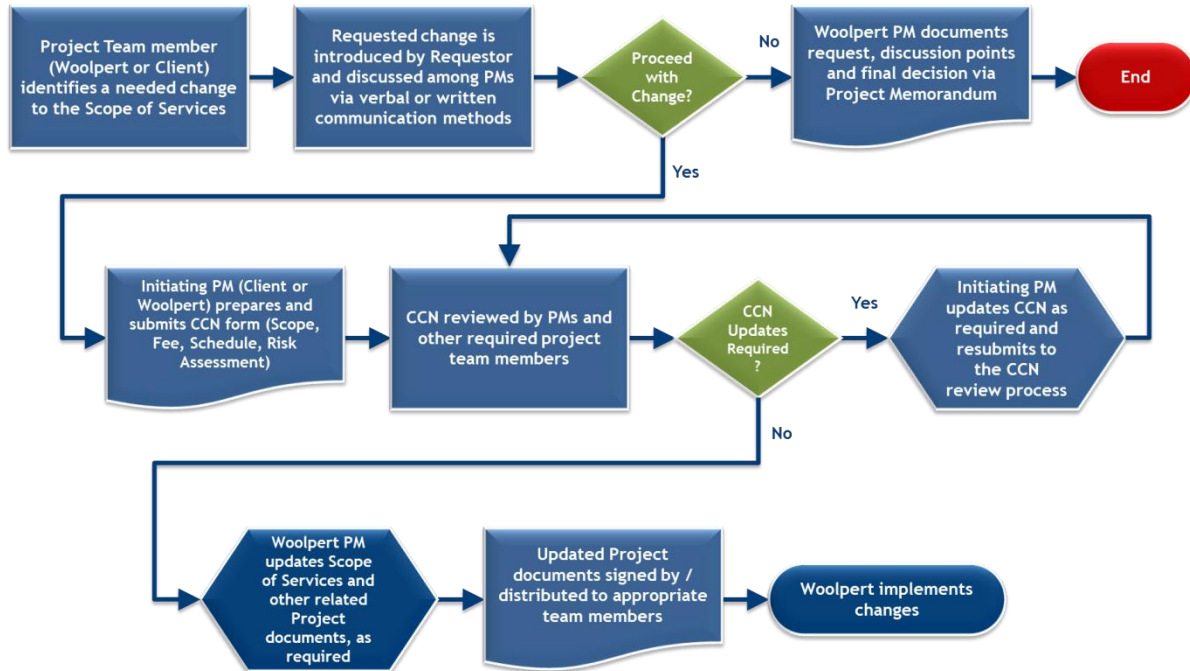 Project Team member
(Woolpert or Client)
identifies a needed change
to the Scope of Services
Requested change is
introduced by Requestor
and discussed among PMs
via verbal or written
communication methods
Proceed
with
Change?
No
Woolpert PM documents
request, discussion points
and final decision via
Project Memorandum
End
Yes
Initiating PM (Client or
Woolpert) prepares and
submits CCN form (Scope,
Fee, Schedule, Risk
Assessment)
CCN reviewed by PMs and
other required project
team members
CCN
Updates
Required
?
Yes
Initiating PM
updates CCN as
required and
resubmits to
the CCN
review process
No
Woolpert PM
updates Scope
of Services and
other related
Project
documents, as
required
Updated Project
documents signed by /
distributed to appropriate
team members
Woolpert implements
changes